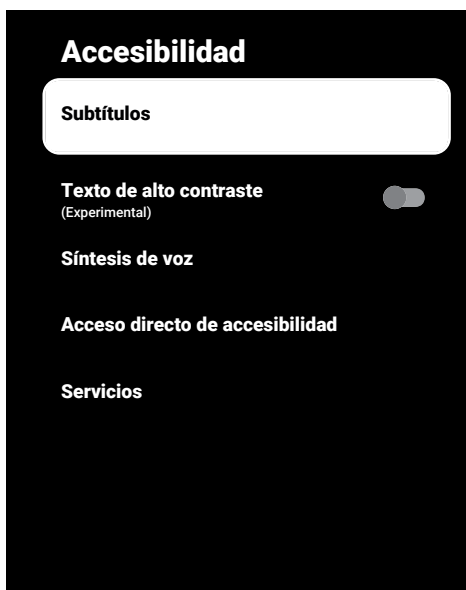 Accesibilidad
Subtítulos
Texto de alto contraste
(Experimental)
Síntesis de voz
Acceso directo de accesibilidad
Servicios